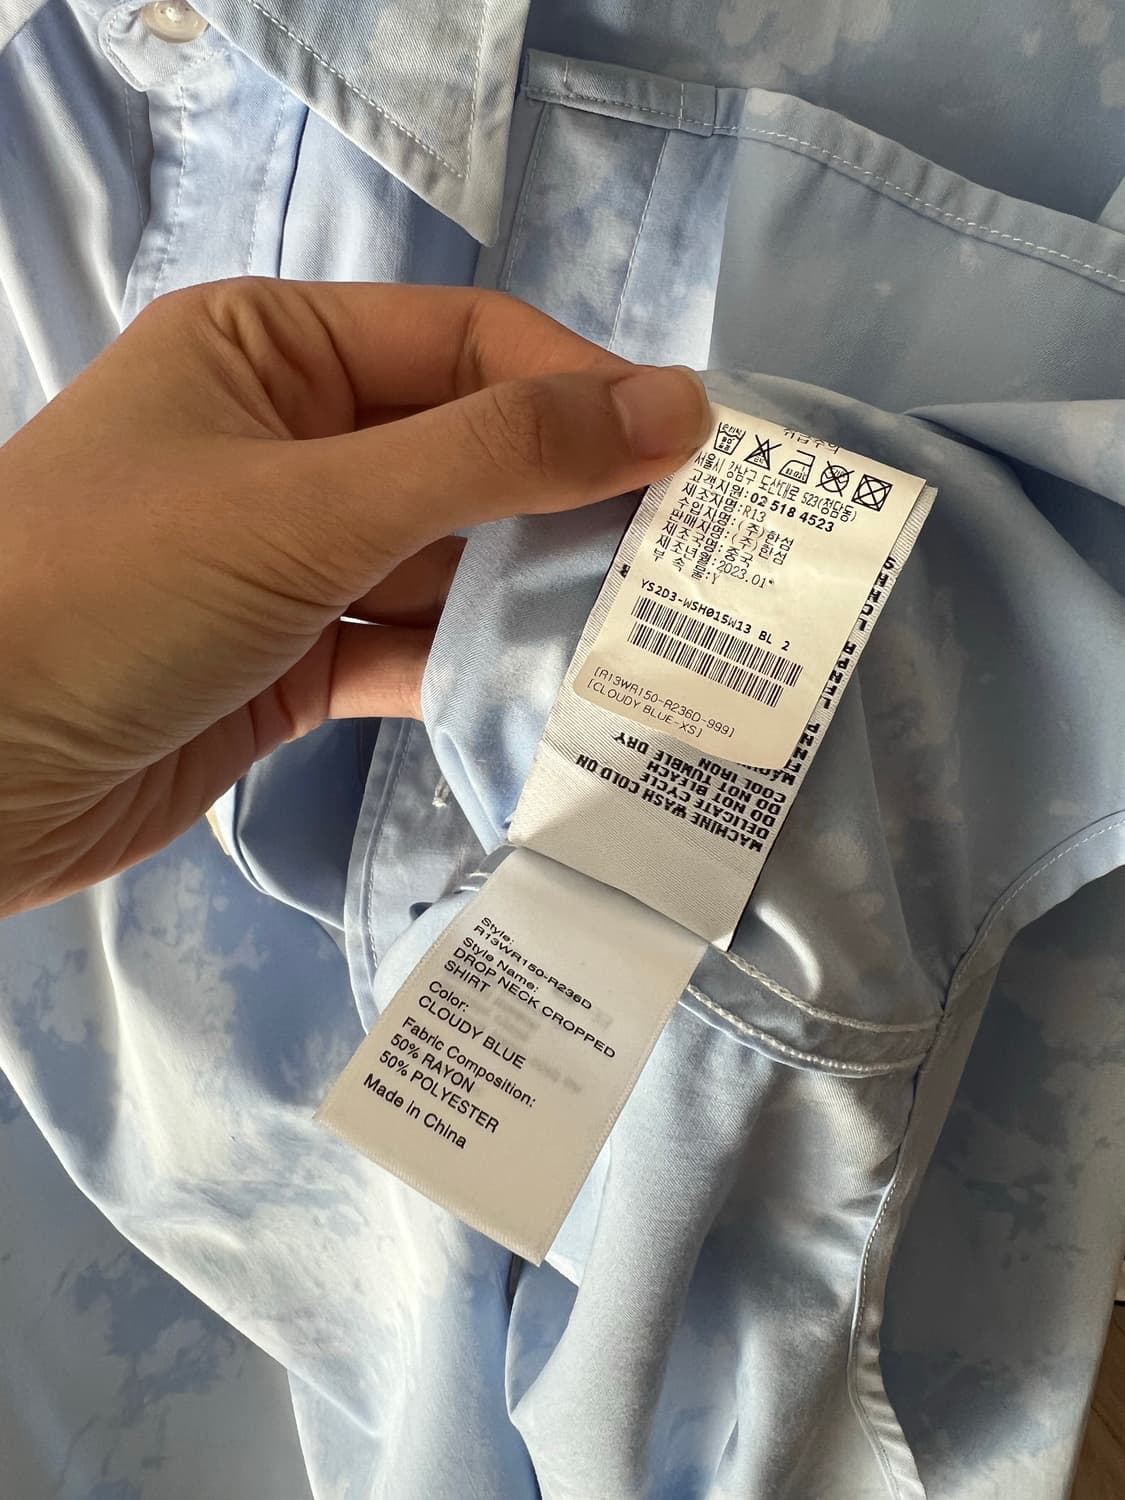 취급주의
서울시 강남구 도산대로 523(청담동)
고객지원:02 518 4523
제조자명:R13
수입자명:(주)한섬
판매자명:(주)한섬
제조국명:중국
제조년월:2023.01*
부 속 물:Y
YS2D3-WSH015W13 BL 2
[R13WR150-R236D-999]
[CLOUDY BLUE-XS]
MACHINE WASH COLD ON
DELICATE CYCLE
DO NOT BLEACH
DO NOT TUMBLE DRY
COOL IRON
Style:
R13WR150-R236D
Style Name:
DROP NECK CROPPED
SHIRT
Color:
CLOUDY BLUE
Fabric Composition:
50% RAYON
50% POLYESTER
Made in China